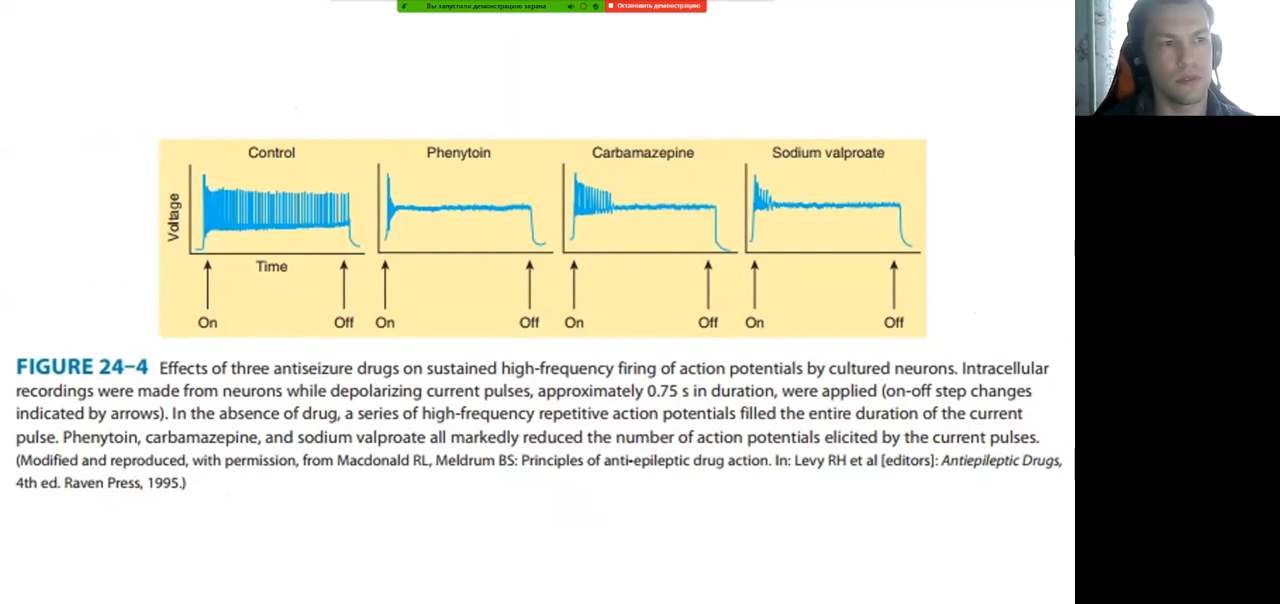 Вы запустили демонстрацию экрана
Остановить демонстрацию
Control
Phenytoin
Carbamazepine
Sodium valproate
Voltage
Time
On
Off
On
Off
On
Off
On
Off
FIGURE 24–4 Effects of three antiseizure drugs on sustained high-frequency firing of action potentials by cultured neurons. Intracellular
recordings were made from neurons while depolarizing current pulses, approximately 0.75 s in duration, were applied (on-off step changes
indicated by arrows). In the absence of drug, a series of high-frequency repetitive action potentials filled the entire duration of the current
pulse. Phenytoin, carbamazepine, and sodium valproate all markedly reduced the number of action potentials elicited by the current pulses.
(Modified and reproduced, with permission, from Macdonald RL, Meldrum BS: Principles of anti-epileptic drug action. In: Levy RH et al [editors]: Antiepileptic Drugs,
4th ed. Raven Press, 1995.)